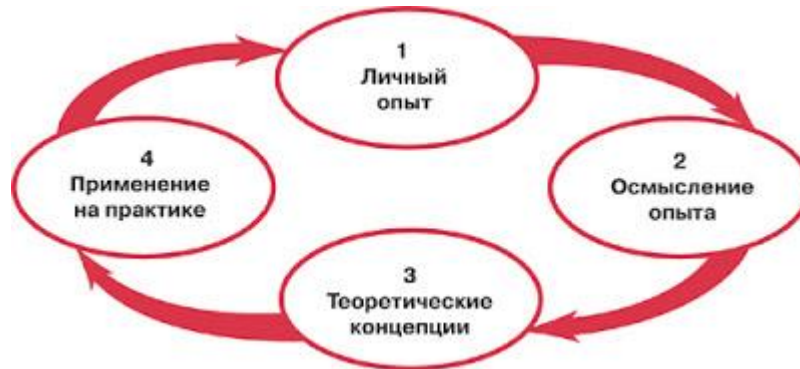 1
Личный
опыт
2
Осмысление
опыта
3
Теоретические
концепции
4
Применение
на практике